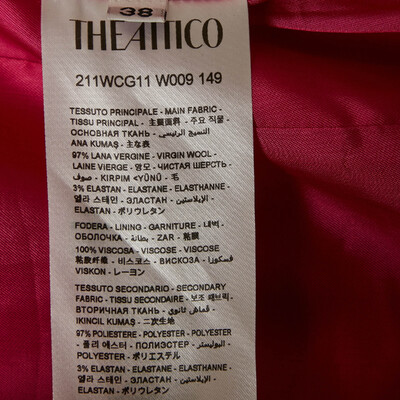 38
THEATTICO
211WCG11 W009 149
TESSUTO PRINCIPALE - MAIN FABRIC -
TISSU PRINCIPAL - 主質面料 - 주요 직물 -
ОСНОВНАЯ ТКАНЬ - النسيج الرئيسي -
ANA KUMAŞ - 主な表
97% LANA VERGINE - VIRGIN WOOL -
LAINE VIERGE - 양모 - ЧИСТАЯ ШЕРСТЬ -
صوف - KIRPIM <YÜNÜ - 毛
3% ELASTAN - ELASTANE - ELASTHANNE -
엘라 스테인 - ЭЛАСТАН - الإيلاستين -
ELASTAN - ポリウレタン
FODERA - LINING - GARNITURE - 내벽 -
ОБОЛОЧКА - بطانة - ZAR - 粘膜
100% VISCOSA - VISCOSE - VISCOSE
粘胶纤维 - 비스코스 - ВИСКОЗА - فسكوزا -
VISKON - レーヨン
TESSUTO SECONDARIO - SECONDARY
FABRIC - TISSU SECONDAIRE - 보조 패브릭 -
ВТОРИЧНАЯ ТКАНЬ - قماش ثانوي -
IKINCIL KUMAŞ - 二次生地
97% POLIESTERE - POLYESTER - POLYESTER
- 폴리 에스터 - ПОЛИЭСТЕР - البوليستر -
POLYESTER - ポリエステル
3% ELASTAN - ELASTANE - ELASTHANNE -
엘라 스테인 - ЭЛАСТАН - الإيلاستين -
ELASTAN - ポリウレタン